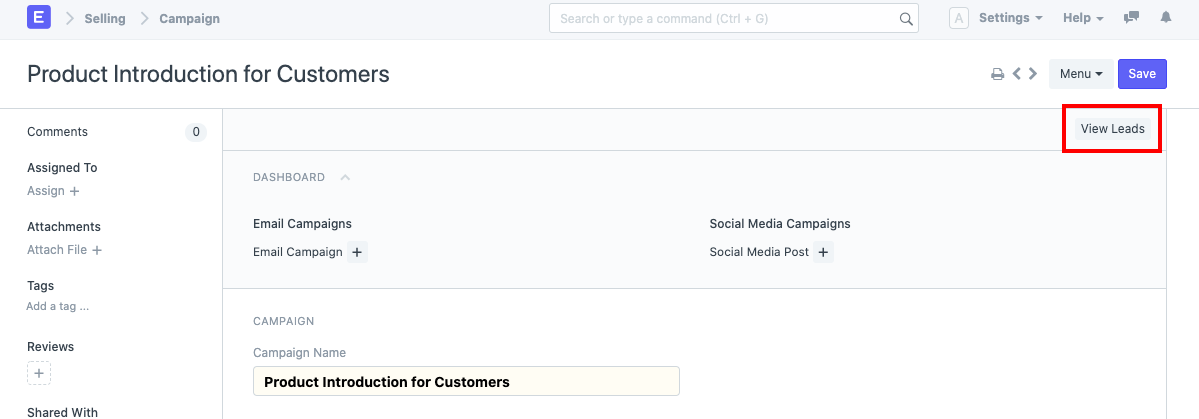 E Selling Campaign Search or type a command (Ctrl + G) A Settings Help
Product Introduction for Customers Menu Save
Comments 0
View Leads
Assigned To
Assign +
Attachments
Attach File +
Tags
Add a tag ...
Reviews
+
Shared With
DASHBOARD
Email Campaigns Social Media Campaigns
Email Campaign + Social Media Post +
CAMPAIGN
Campaign Name
Product Introduction for Customers